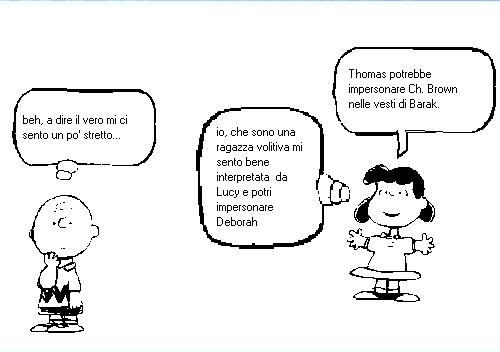 Thomas potrebbe
impersonare Ch. Brown
nelle vesti di Barak.
beh, a dire il vero mi ci
sento un po' stretto...
io, che sono una
ragazza volitiva mi
sento bene
interpretata da
Lucy e potri
impersonare
Deborah